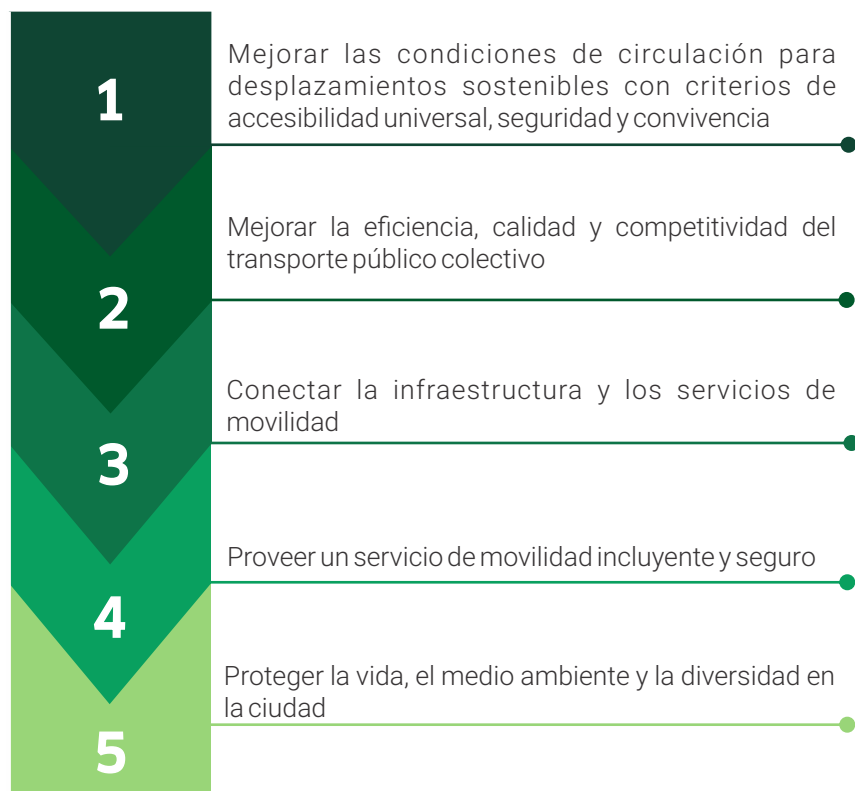 1
Mejorar las condiciones de circulación para
desplazamientos sostenibles con criterios de
accesibilidad universal, seguridad y convivencia
2
Mejorar la eficiencia, calidad y competitividad del
transporte público colectivo
3
Conectar la infraestructura y los servicios de
movilidad
4
Proveer un servicio de movilidad incluyente y seguro
5
Proteger la vida, el medio ambiente y la diversidad en
la ciudad